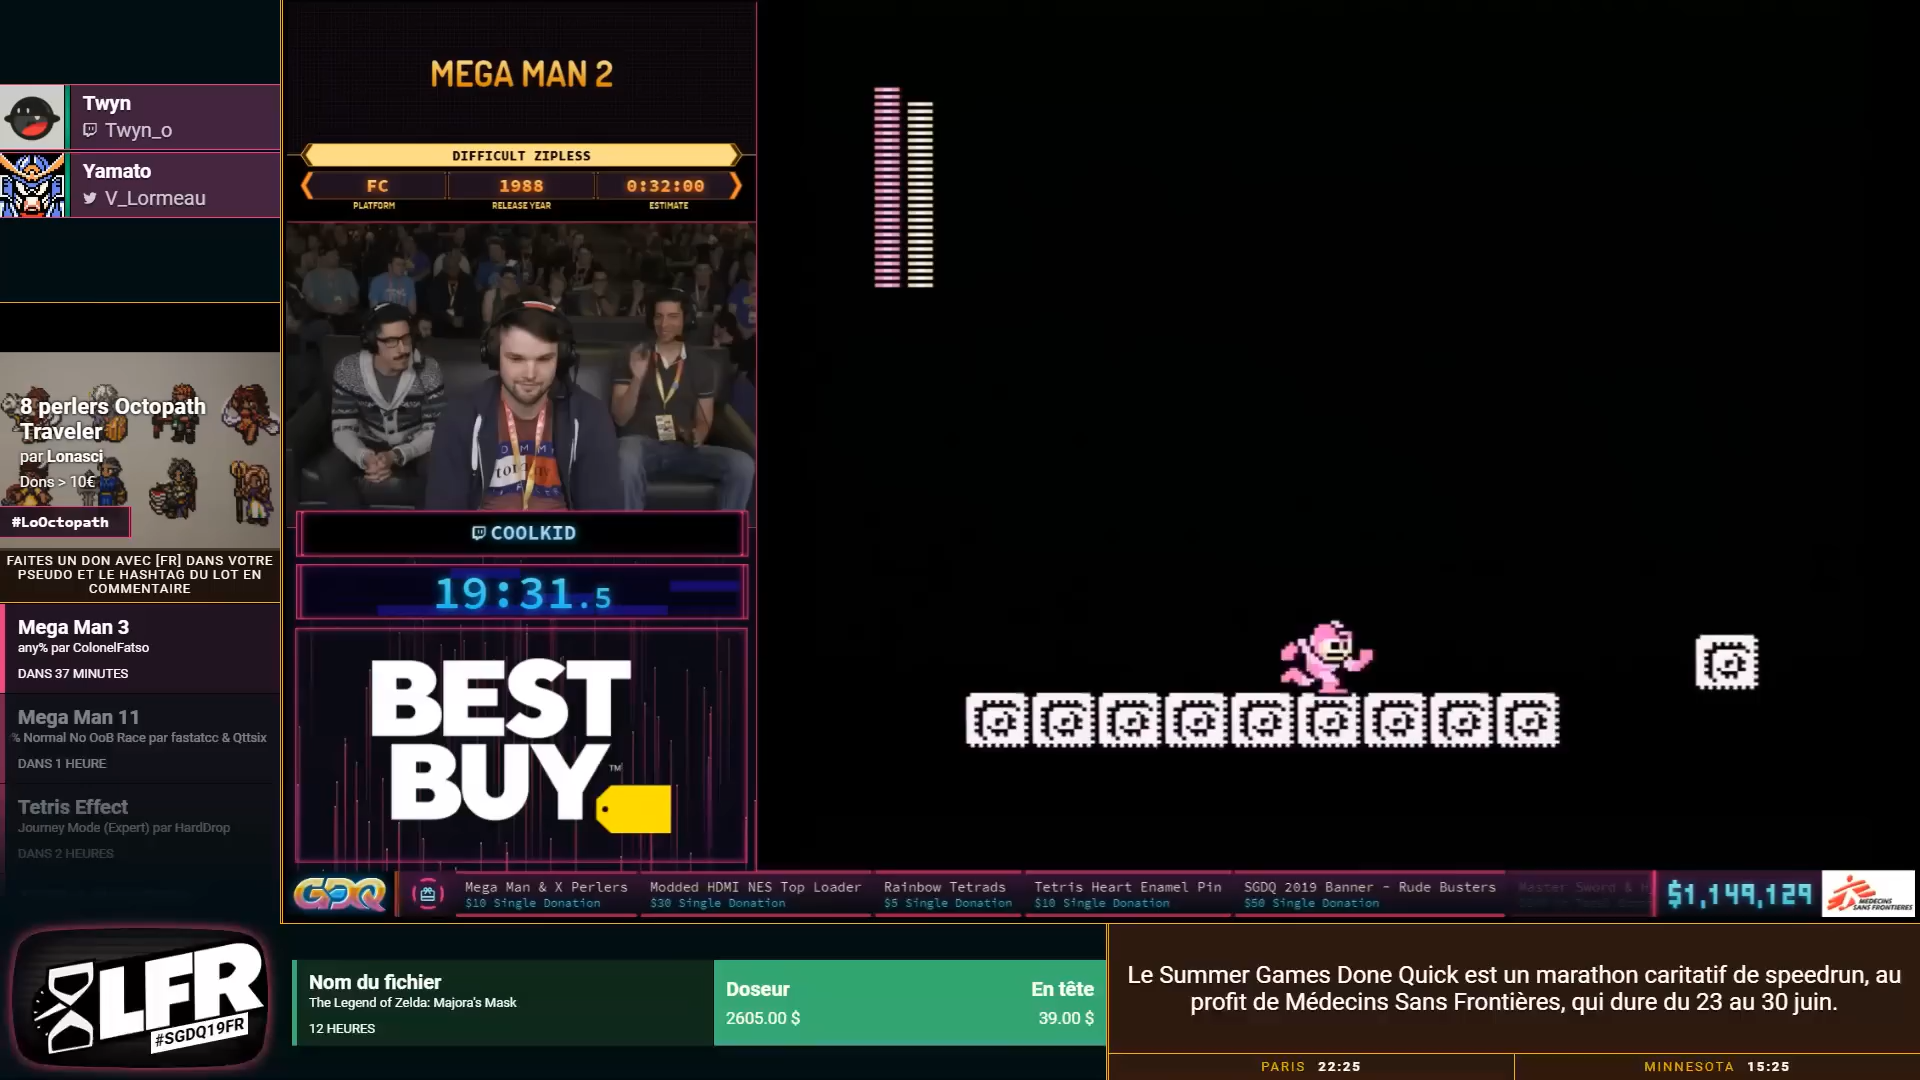 Twyn
Twyn_o
Yamato
V_Lormeau
8 perlers Octopath
Traveler
par Lonasci
Dons > 10€
#LoOctopath
FAITES UN DON AVEC [FR] DANS VOTRE
PSEUDO ET LE HASHTAG DU LOT EN
COMMENTAIRE
Mega Man 3
any% par ColonelFatso
DANS 37 MINUTES
Mega Man 11
% Normal No OoB Race par fastatcc & Qttsix
DANS 1 HEURE
Tetris Effect
Journey Mode (Expert) par HardDrop
DANS 2 HEURES
LFR
#SGDQ19FR
MEGA MAN 2
DIFFICULT ZIPLESS
FC
1988
0:32:00
PLATFORM
RELEASE YEAR
ESTIMATE
COOLKID
19:31.5
BEST
BUY™
GDQ
Mega Man & X Perlers
$10 Single Donation
Modded HDMI NES Top Loader
$30 Single Donation
Rainbow Tetrads
$5 Single Donation
Tetris Heart Enamel Pin
$10 Single Donation
SGDQ 2019 Banner - Rude Busters
$50 Single Donation
Master Sword & H
$1,149,129
MEDECINS
SANS FRONTIERES
Nom du fichier
The Legend of Zelda: Majora's Mask
12 HEURES
Doseur
2605.00 $
En tête
39.00 $
Le Summer Games Done Quick est un marathon caritatif de speedrun, au
profit de Médecins Sans Frontières, qui dure du 23 au 30 juin.
PARIS 22:25
MINNESOTA 15:25